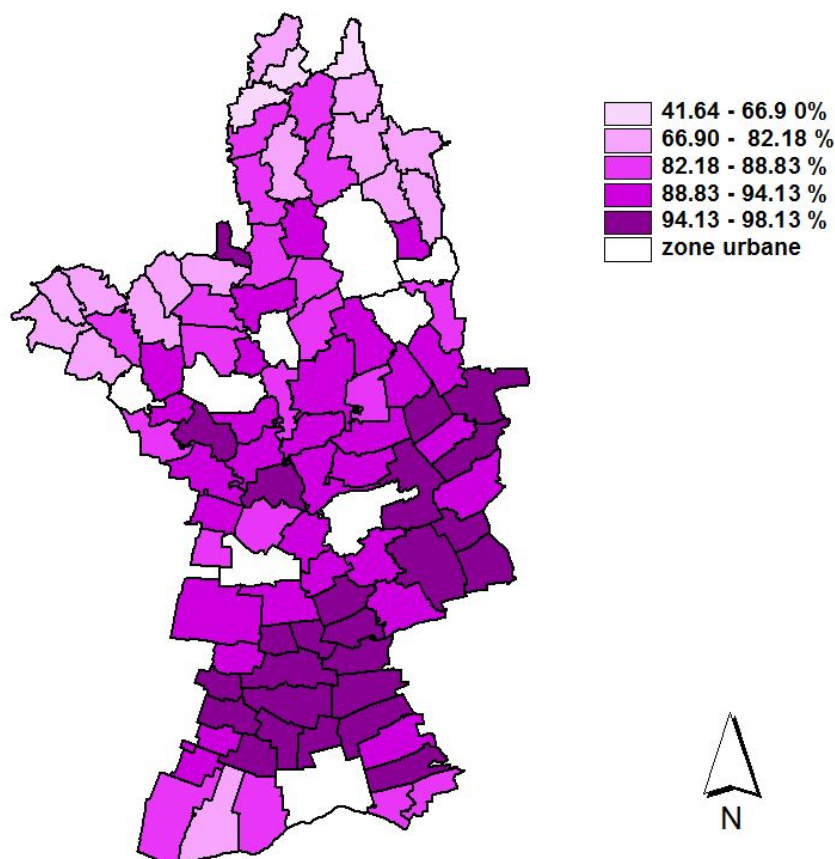 41.64 - 66.9 0%
66.90 - 82.18 %
82.18 - 88.83 %
88.83 - 94.13 %
94.13 - 98.13 %
zone urbane
N